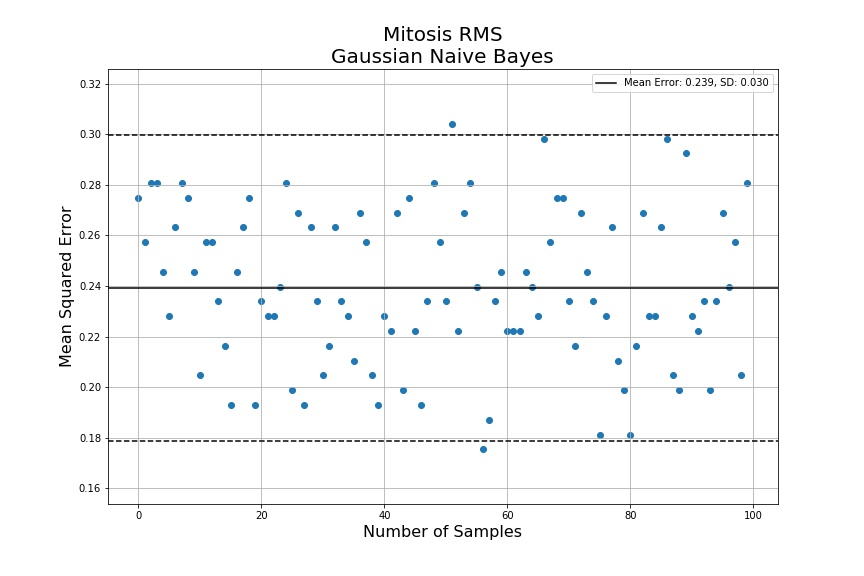 Mitosis RMS
Gaussian Naive Bayes
Mean Error: 0.239, SD: 0.030
Mean Squared Error
0.32
0.30
0.28
0.26
0.24
0.22
0.20
0.18
0.16
0 20 40 60 80 100
Number of Samples